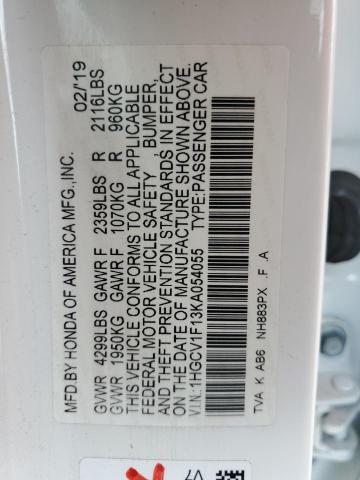 MFD. BY HONDA OF AMERICA MFG.,INC. 02/19
GVWR 4299LBS GAWR F 2359LBS R 2116LBS
GVWR 1950KG GAWR F 1070KG R 960KG
THIS VEHICLE CONFORMS TO ALL APPLICABLE
FEDERAL MOTOR VEHICLE SAFETY , BUMPER,
AND THEFT PREVENTION STANDARDS IN EFFECT
ON THE DATE OF MANUFACTURE SHOWN ABOVE.
V.I.N.:1HGCV1F13KA054055 TYPE:PASSENGER CAR
TVA K AB6 NH883PX .F .A